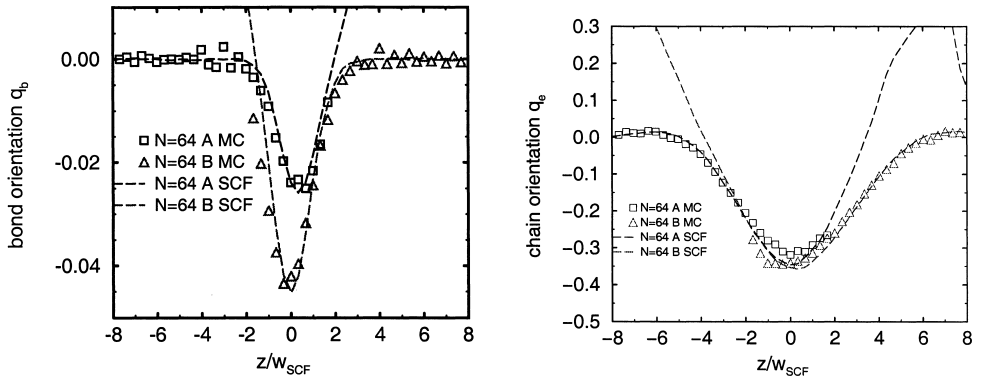 0.00
-0.02
-0.04
bond orientation q_b
N=64 A MC
N=64 B MC
N=64 A SCF
N=64 B SCF
-8 -6 -4 -2 0 2 4 6 8
z/w_SCF
0.3
0.2
0.1
0.0
−0.1
−0.2
−0.3
−0.4
−0.5
chain orientation q_e
N=64 A MC
N=64 B MC
N=64 A SCF
N=64 B SCF
−8 −6 −4 −2 0 2 4 6 8
z/w_SCF